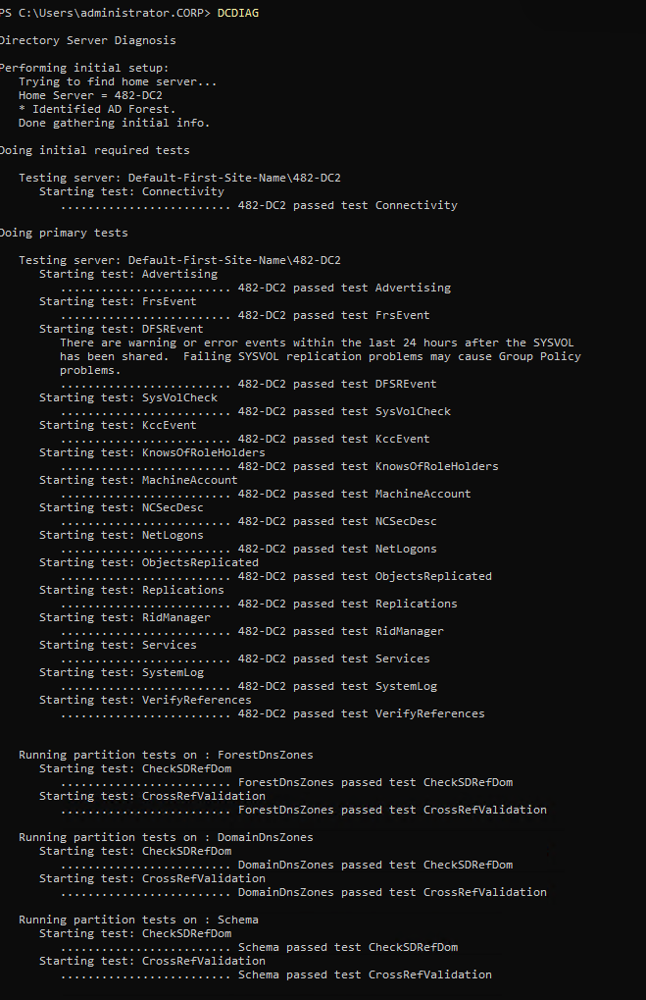 PS C:\Users\administrator.CORP> DCDIAG
Directory Server Diagnosis
Performing initial setup:
Trying to find home server...
Home Server = 482-DC2
* Identified AD Forest.
Done gathering initial info.
Doing initial required tests
Testing server: Default-First-Site-Name\482-DC2
Starting test: Connectivity
......................... 482-DC2 passed test Connectivity
Doing primary tests
Testing server: Default-First-Site-Name\482-DC2
Starting test: Advertising
......................... 482-DC2 passed test Advertising
Starting test: FrsEvent
......................... 482-DC2 passed test FrsEvent
Starting test: DFSREvent
There are warning or error events within the last 24 hours after the SYSVOL
has been shared.  Failing SYSVOL replication problems may cause Group Policy
problems.
......................... 482-DC2 passed test DFSREvent
Starting test: SysVolCheck
......................... 482-DC2 passed test SysVolCheck
Starting test: KccEvent
......................... 482-DC2 passed test KccEvent
Starting test: KnowsOfRoleHolders
......................... 482-DC2 passed test KnowsOfRoleHolders
Starting test: MachineAccount
......................... 482-DC2 passed test MachineAccount
Starting test: NCSecDesc
......................... 482-DC2 passed test NCSecDesc
Starting test: NetLogons
......................... 482-DC2 passed test NetLogons
Starting test: ObjectsReplicated
......................... 482-DC2 passed test ObjectsReplicated
Starting test: Replications
......................... 482-DC2 passed test Replications
Starting test: RidManager
......................... 482-DC2 passed test RidManager
Starting test: Services
......................... 482-DC2 passed test Services
Starting test: SystemLog
......................... 482-DC2 passed test SystemLog
Starting test: VerifyReferences
......................... 482-DC2 passed test VerifyReferences
Running partition tests on : ForestDnsZones
Starting test: CheckSDRefDom
......................... ForestDnsZones passed test CheckSDRefDom
Starting test: CrossRefValidation
......................... ForestDnsZones passed test CrossRefValidation
Running partition tests on : DomainDnsZones
Starting test: CheckSDRefDom
......................... DomainDnsZones passed test CheckSDRefDom
Starting test: CrossRefValidation
......................... DomainDnsZones passed test CrossRefValidation
Running partition tests on : Schema
Starting test: CheckSDRefDom
......................... Schema passed test CheckSDRefDom
Starting test: CrossRefValidation
......................... Schema passed test CrossRefValidation